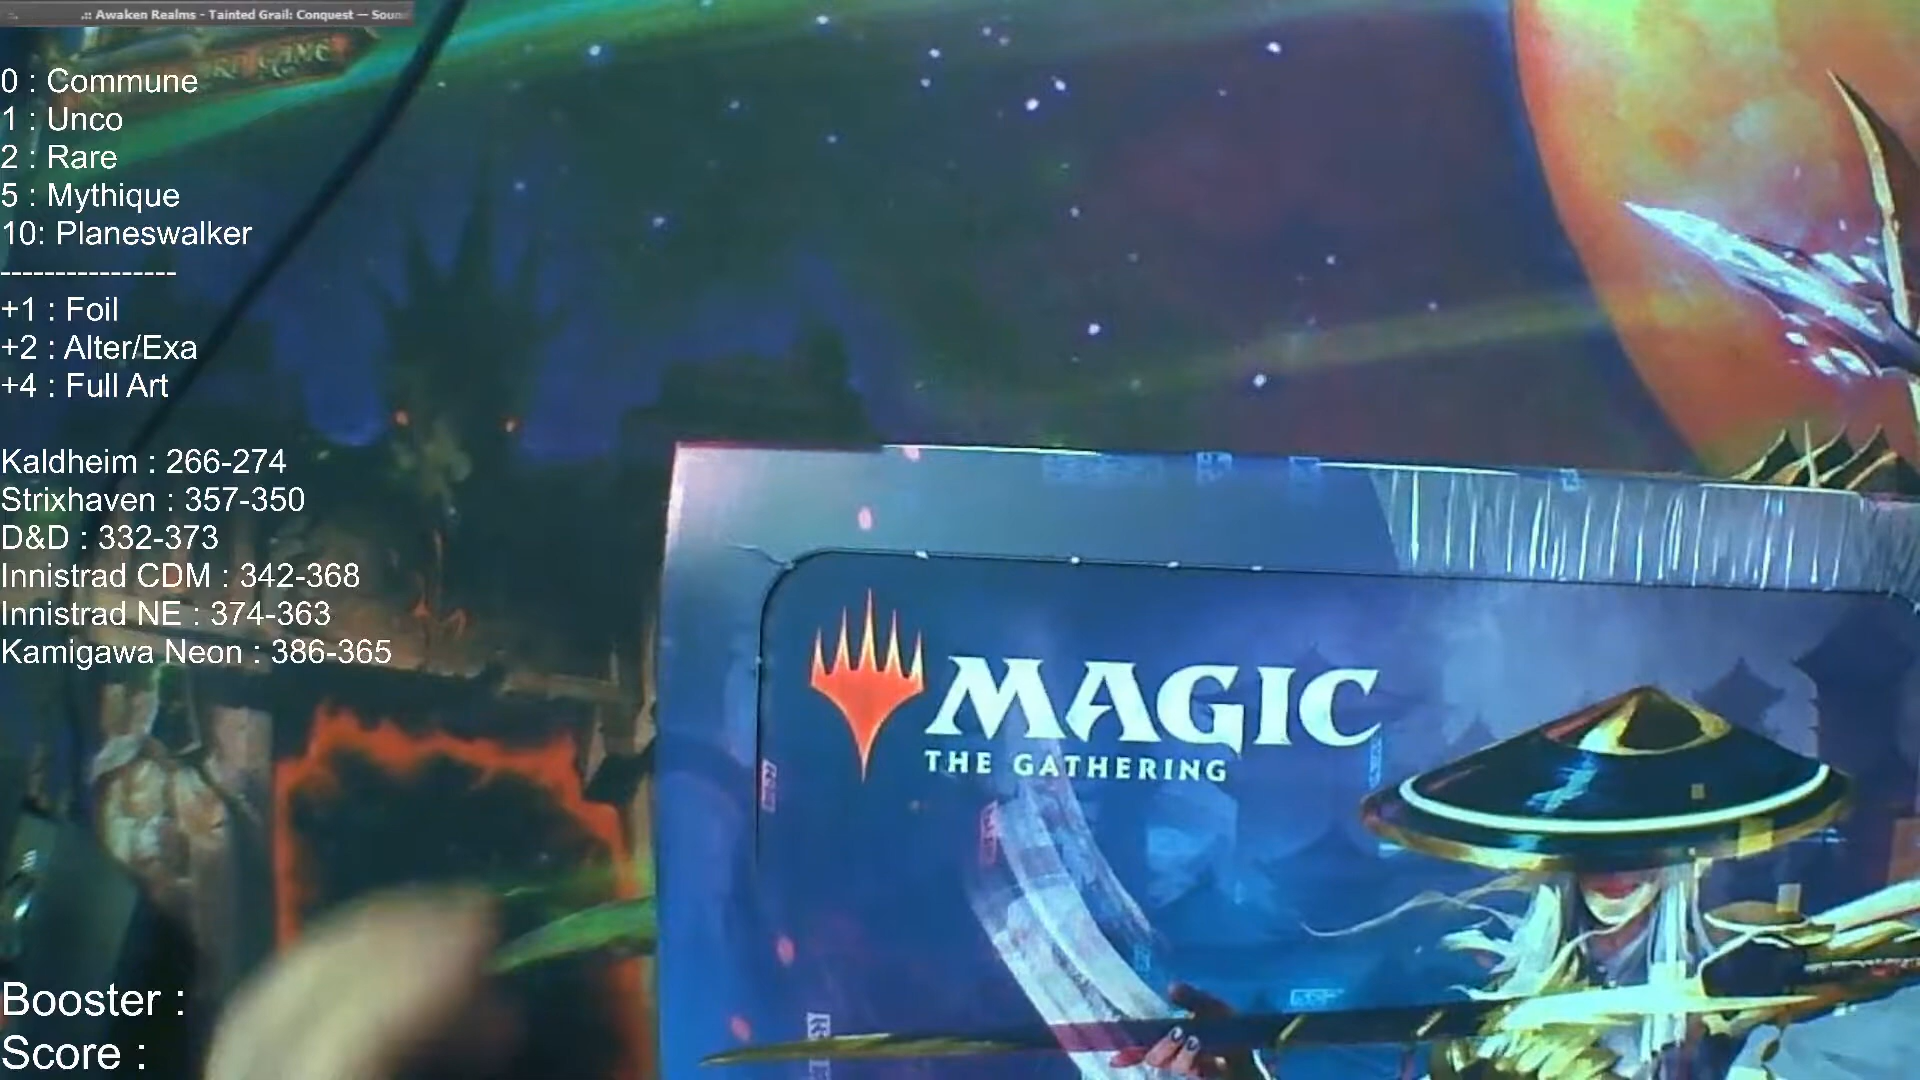 .:: Awaken Realms - Tainted Grail: Conquest — Soun
GAME
0 : Commune
1 : Unco
2 : Rare
5 : Mythique
10: Planeswalker
----------------
+1 : Foil
+2 : Alter/Exa
+4 : Full Art
Kaldheim : 266-274
Strixhaven : 357-350
D&D : 332-373
Innistrad CDM : 342-368
Innistrad NE : 374-363
Kamigawa Neon : 386-365
MAGIC
THE GATHERING
Booster :
Score :